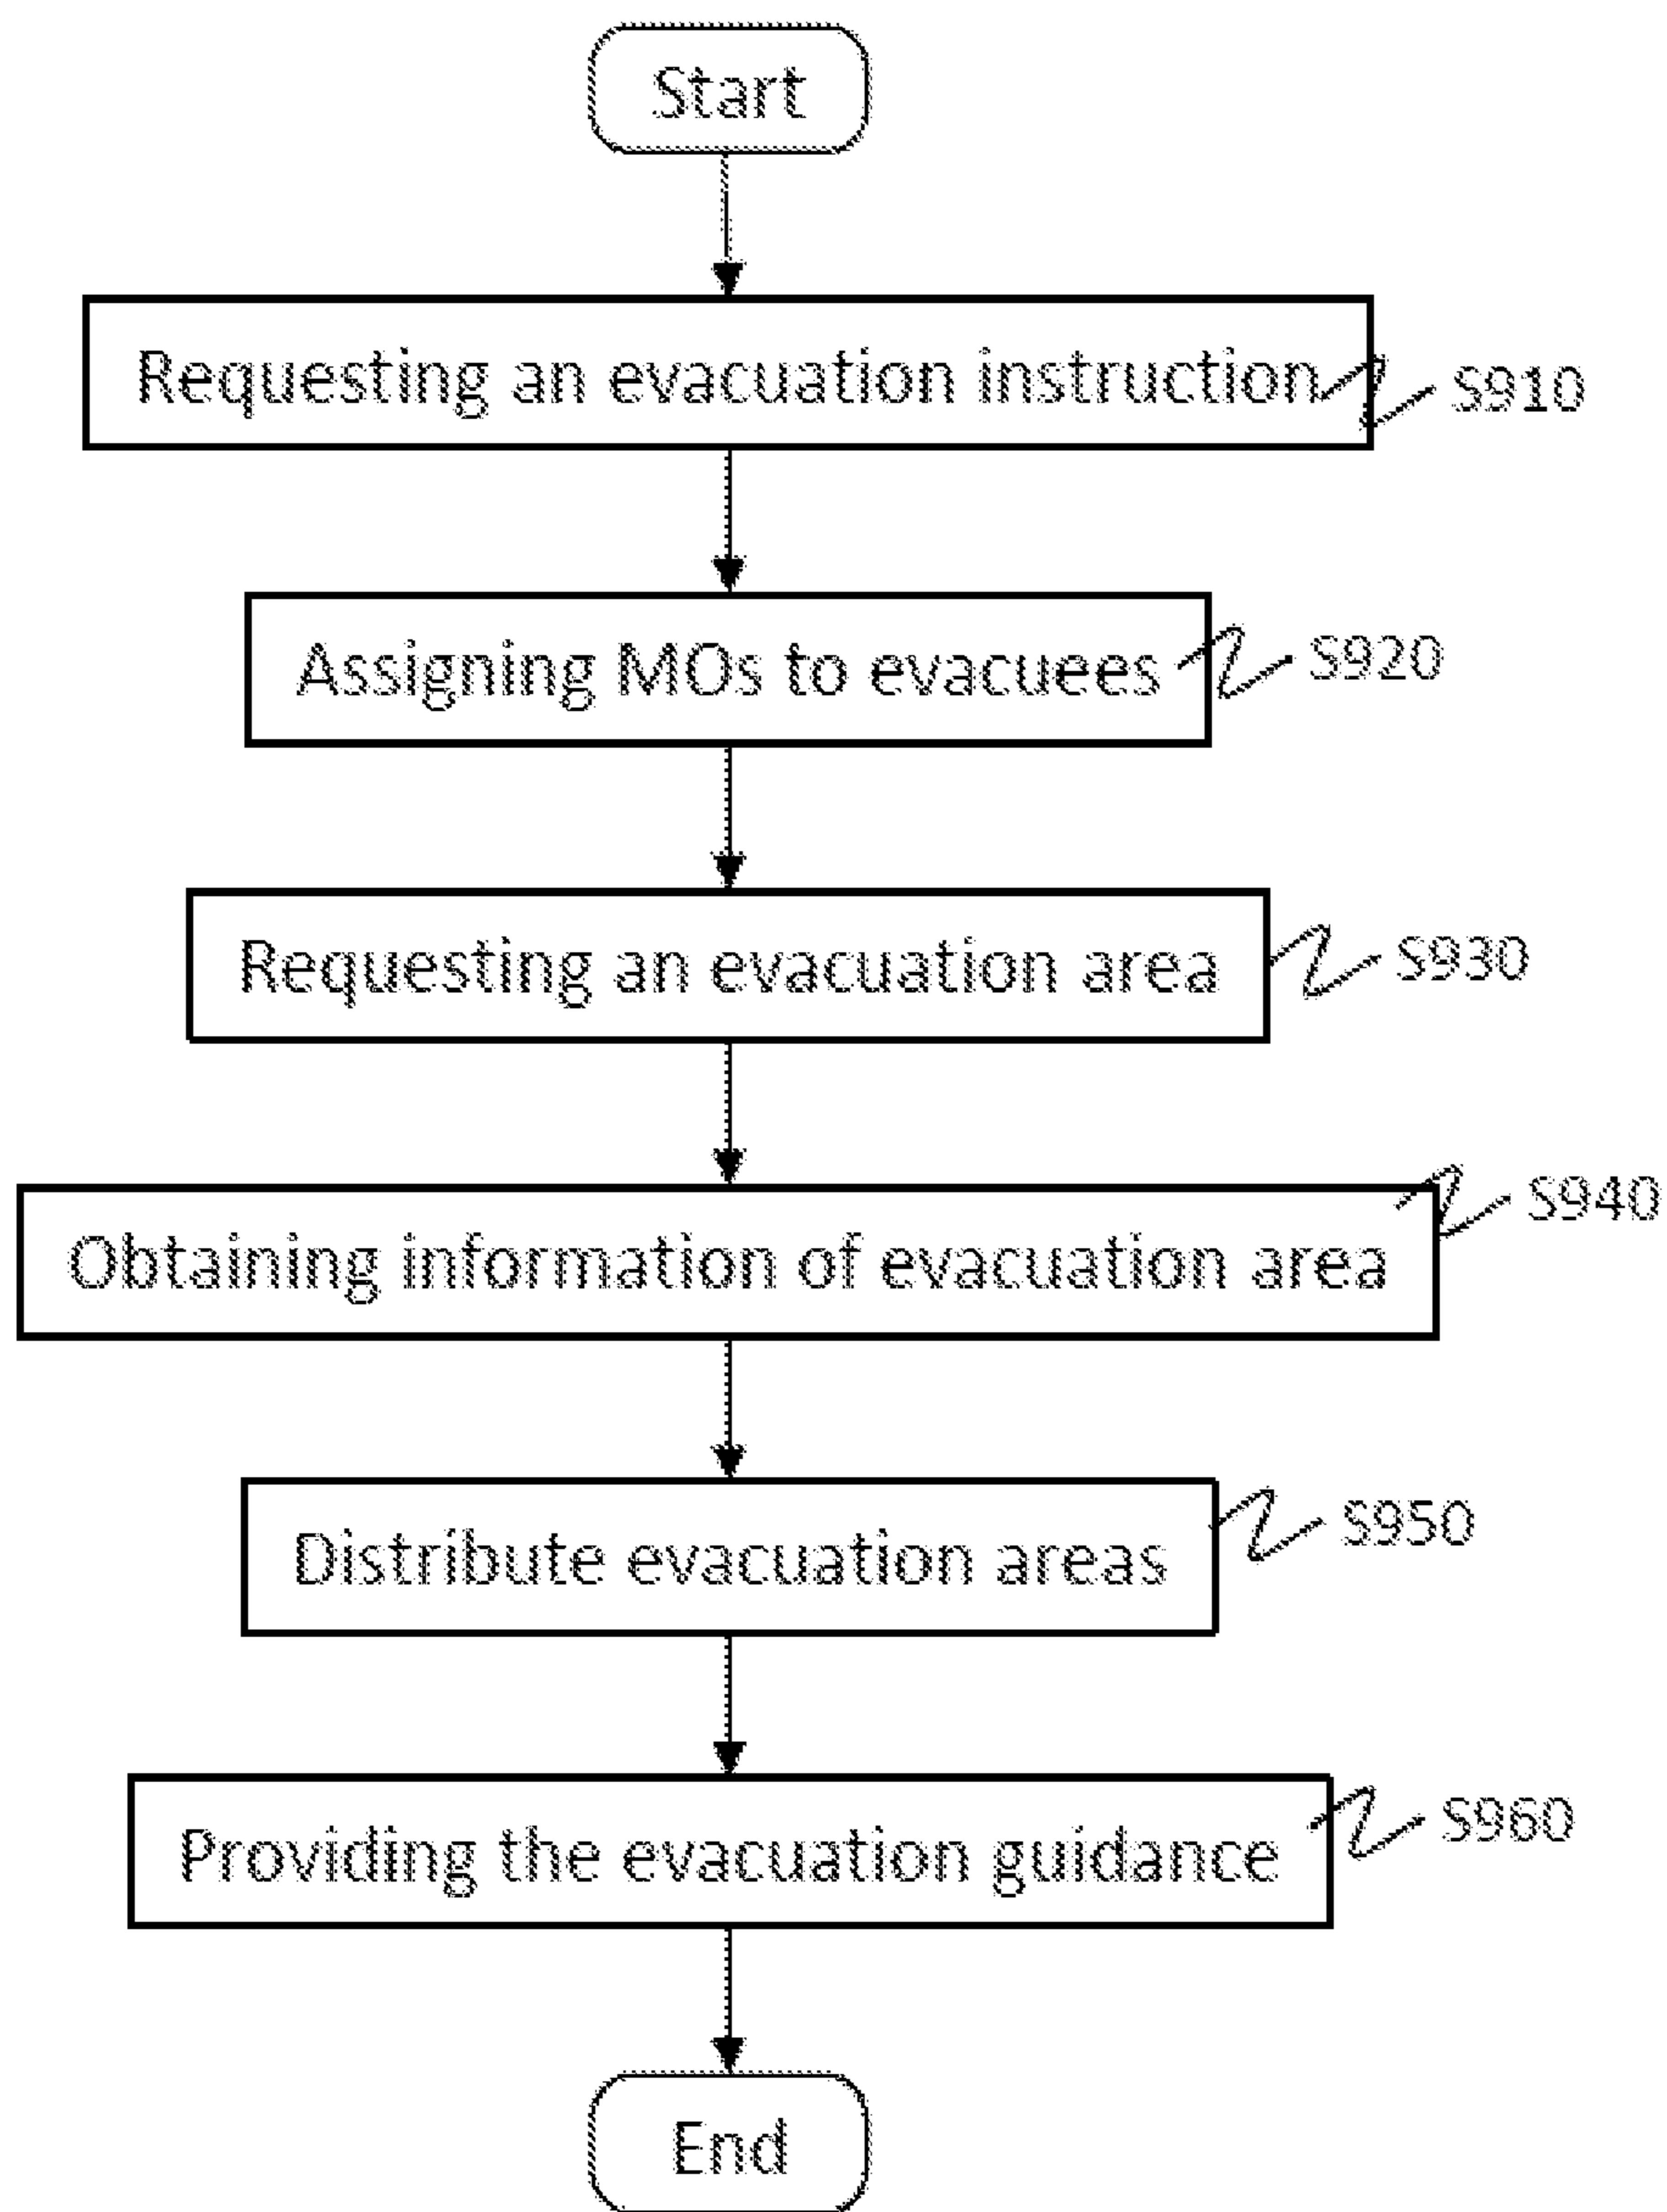 Start
Requesting an evacuation instruction
S910
Assigning MOs to evacuees
S920
Requesting an evacuation area
S930
Obtaining information of evacuation area
S940
Distribute evacuation areas
S950
Providing the evacuation guidance
S960
End